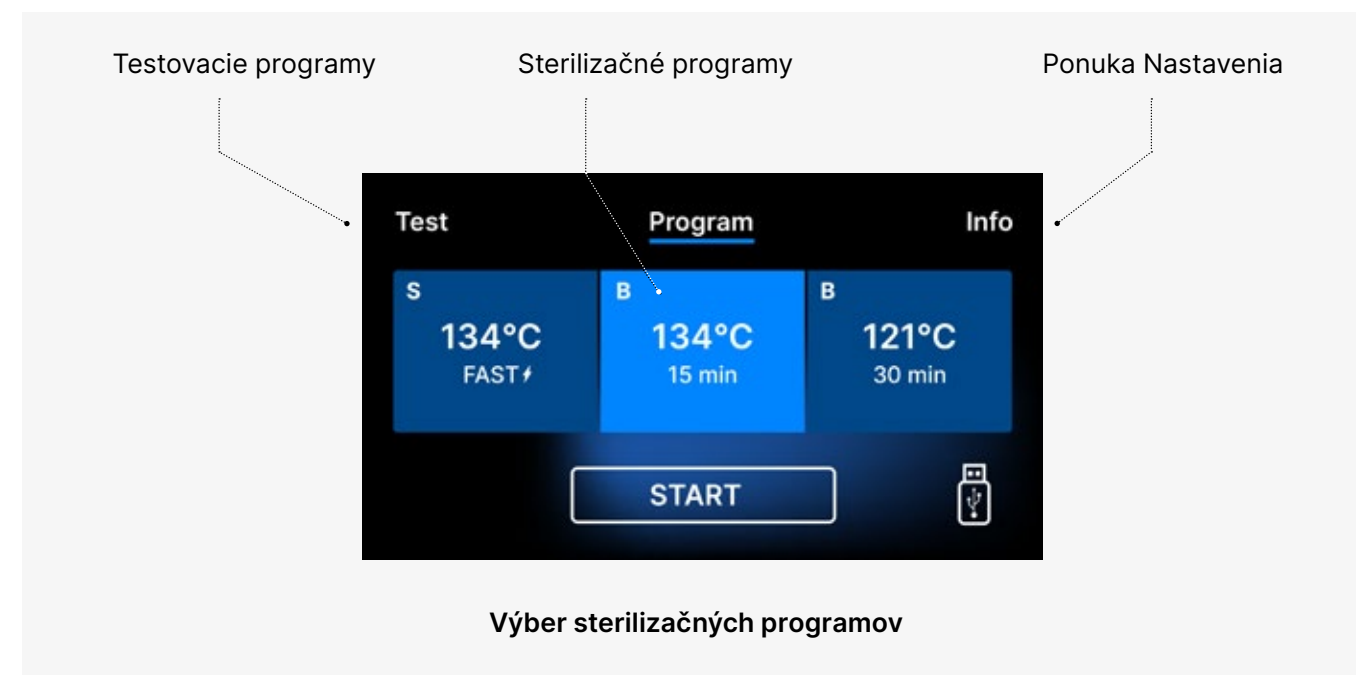 Testovacie programy
Sterilizačné programy
Ponuka Nastavenia
Test
Program
Info
S
134°C
FAST
B
134°C
15 min
B
121°C
30 min
START
Výber sterilizačných programov